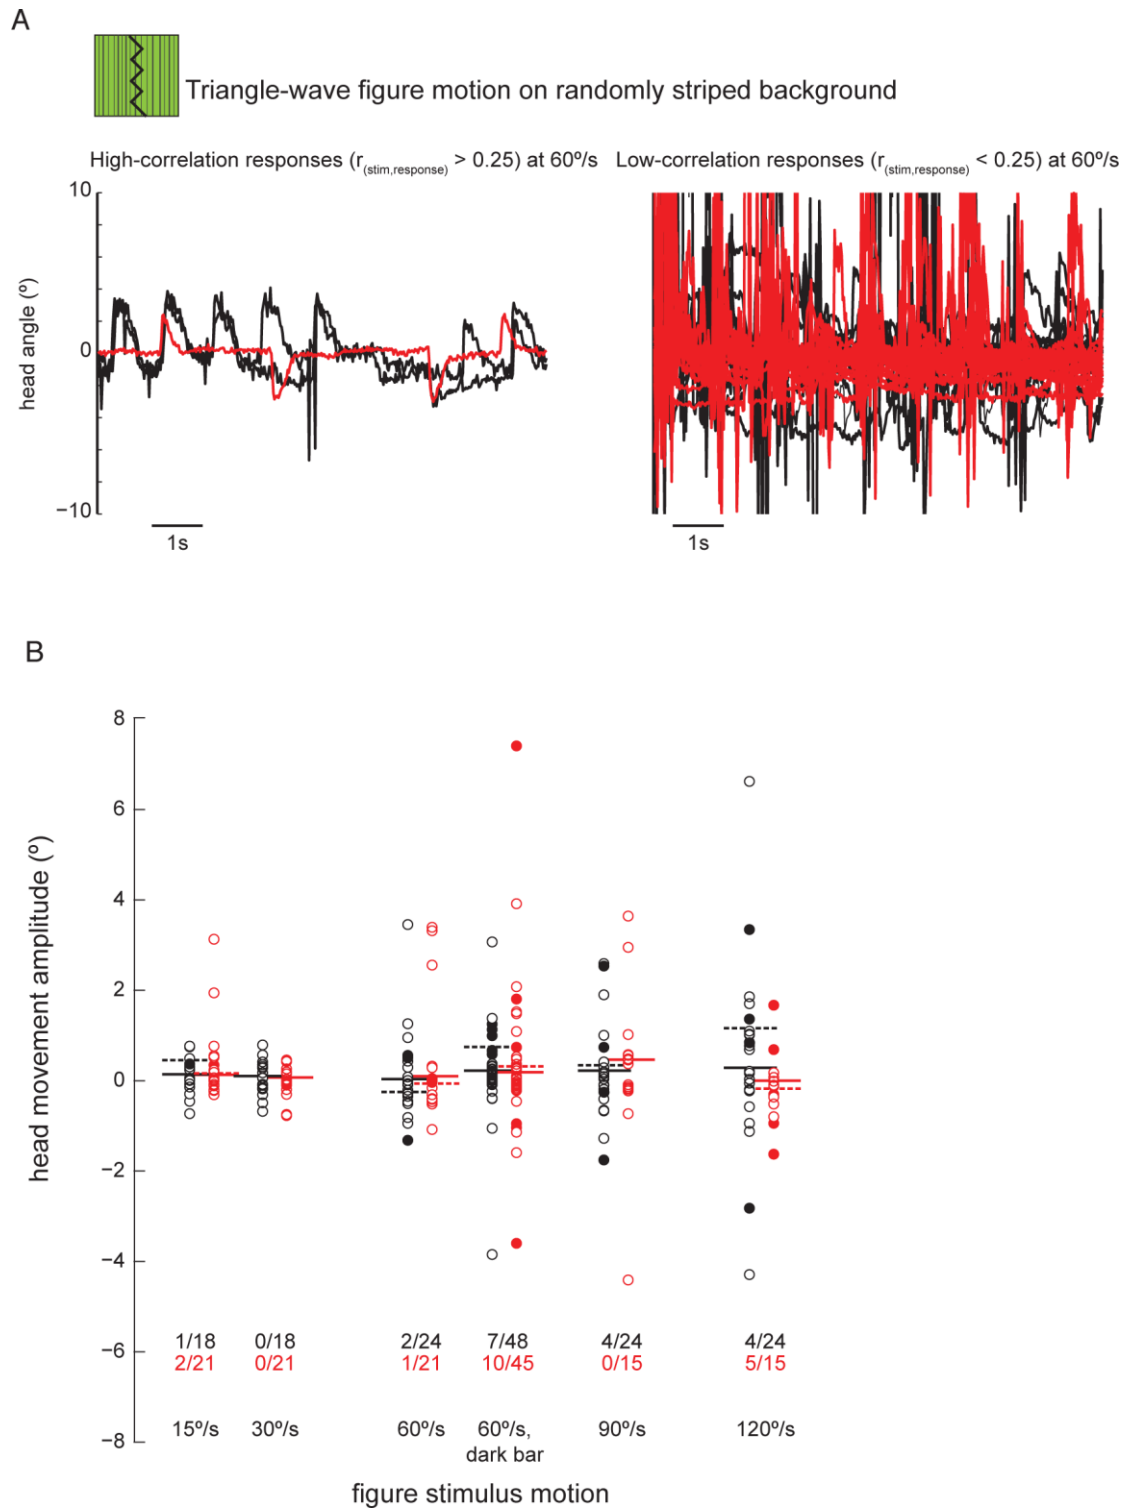 A
Triangle-wave figure motion on randomly striped background
High-correlation responses (r(stim,response) > 0.25) at 60º/s
Low-correlation responses (r(stim,response) < 0.25) at 60º/s
10
0
−10
head angle (º)
1s
1s
B
8
6
4
2
0
−2
−4
−6
−8
head movement amplitude (º)
1/18 0/18 2/24 7/48 4/24 4/24
2/21 0/21 1/21 10/45 0/15 5/15
15º/s 30º/s 60º/s 60º/s, 90º/s 120º/s
dark bar
figure stimulus motion